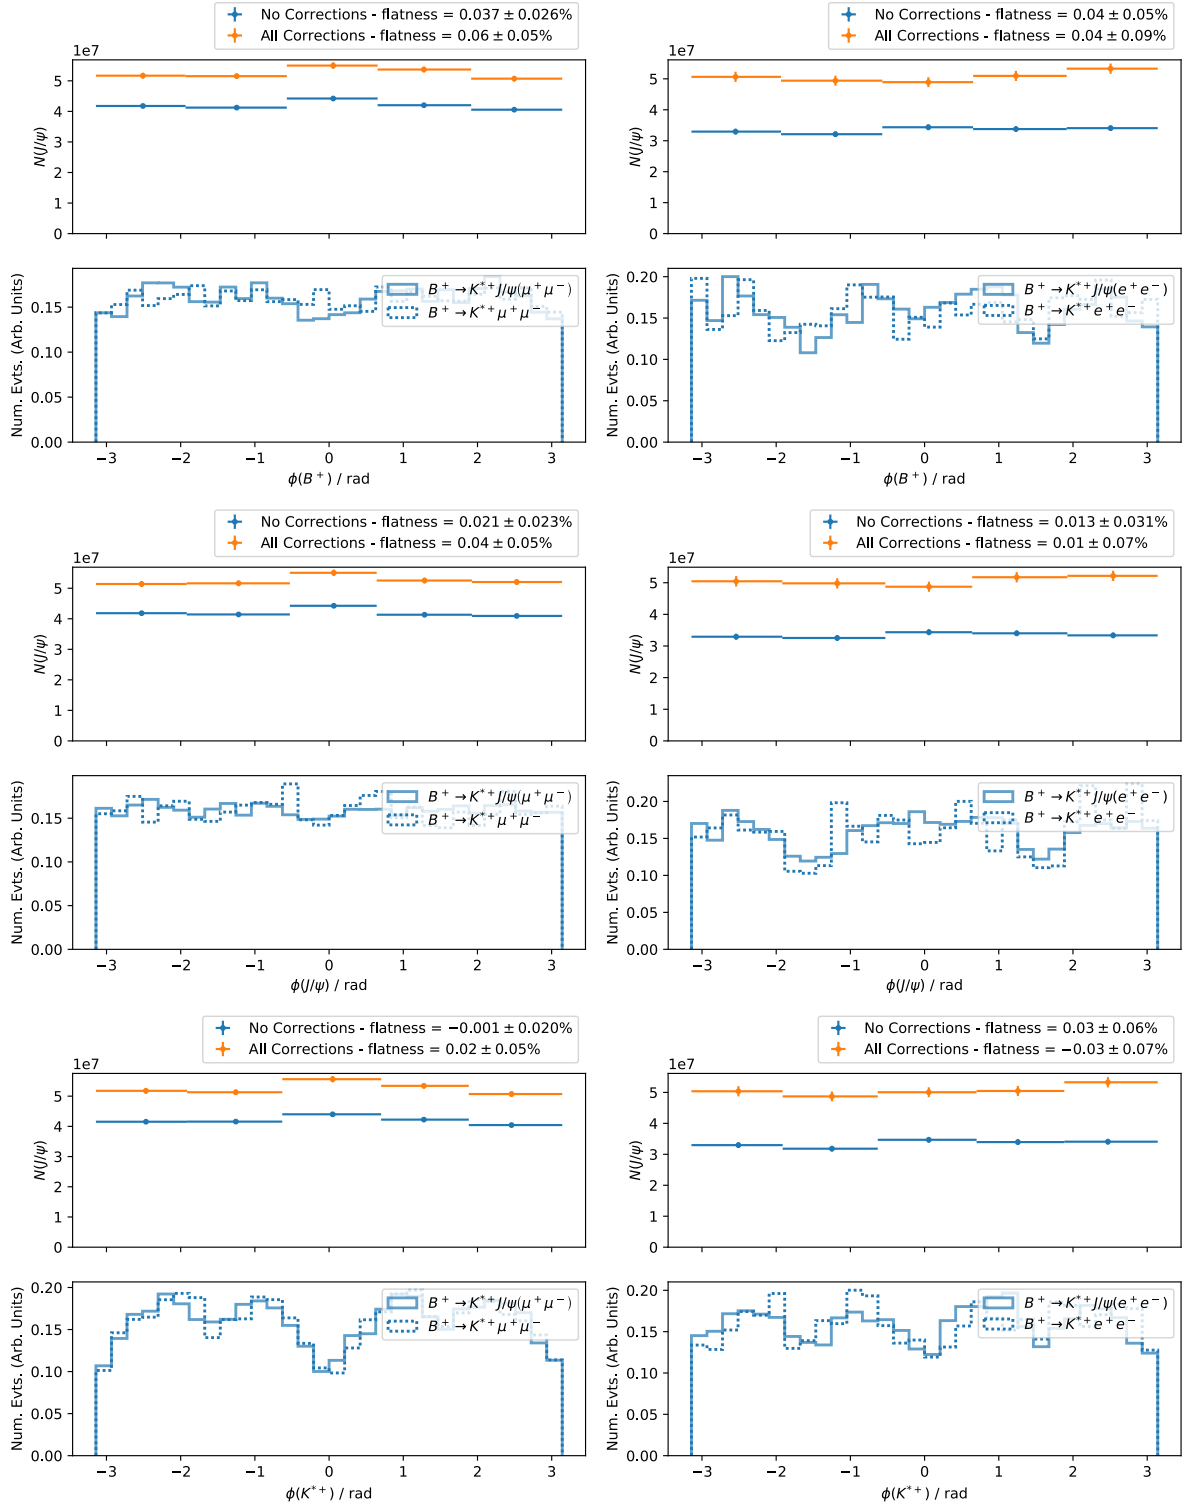 No Corrections - flatness = 0.037 ± 0.026%
All Corrections - flatness = 0.06 ± 0.05%
1e7
5
4
3
2
1
0
N(J/ψ)
0.15
0.10
0.05
0.00
Num. Evts. (Arb. Units)
B⁺ → K*⁺ J/ψ(μ⁺μ⁻)
B⁺ → K*⁺ μ⁺μ⁻
−3 −2 −1 0 1 2 3
ϕ(B⁺) / rad
No Corrections - flatness = 0.04 ± 0.05%
All Corrections - flatness = 0.04 ± 0.09%
1e7
5
4
3
2
1
0
N(J/ψ)
0.20
0.15
0.10
0.05
0.00
Num. Evts. (Arb. Units)
B⁺ → K*⁺ J/ψ(e⁺e⁻)
B⁺ → K*⁺ e⁺e⁻
−3 −2 −1 0 1 2 3
ϕ(B⁺) / rad
No Corrections - flatness = 0.021 ± 0.023%
All Corrections - flatness = 0.04 ± 0.05%
1e7
5
4
3
2
1
0
N(J/ψ)
0.15
0.10
0.05
0.00
Num. Evts. (Arb. Units)
B⁺ → K*⁺ J/ψ(μ⁺μ⁻)
B⁺ → K*⁺ μ⁺μ⁻
−3 −2 −1 0 1 2 3
ϕ(J/ψ) / rad
No Corrections - flatness = 0.013 ± 0.031%
All Corrections - flatness = 0.01 ± 0.07%
1e7
5
4
3
2
1
0
N(J/ψ)
0.20
0.15
0.10
0.05
0.00
Num. Evts. (Arb. Units)
B⁺ → K*⁺ J/ψ(e⁺e⁻)
B⁺ → K*⁺ e⁺e⁻
−3 −2 −1 0 1 2 3
ϕ(J/ψ) / rad
No Corrections - flatness = −0.001 ± 0.020%
All Corrections - flatness = 0.02 ± 0.05%
1e7
5
4
3
2
1
0
N(J/ψ)
0.20
0.15
0.10
0.05
0.00
Num. Evts. (Arb. Units)
B⁺ → K*⁺ J/ψ(μ⁺μ⁻)
B⁺ → K*⁺ μ⁺μ⁻
−3 −2 −1 0 1 2 3
ϕ(K*⁺) / rad
No Corrections - flatness = 0.03 ± 0.06%
All Corrections - flatness = −0.03 ± 0.07%
1e7
5
4
3
2
1
0
N(J/ψ)
0.20
0.15
0.10
0.05
0.00
Num. Evts. (Arb. Units)
B⁺ → K*⁺ J/ψ(e⁺e⁻)
B⁺ → K*⁺ e⁺e⁻
−3 −2 −1 0 1 2 3
ϕ(K*⁺) / rad